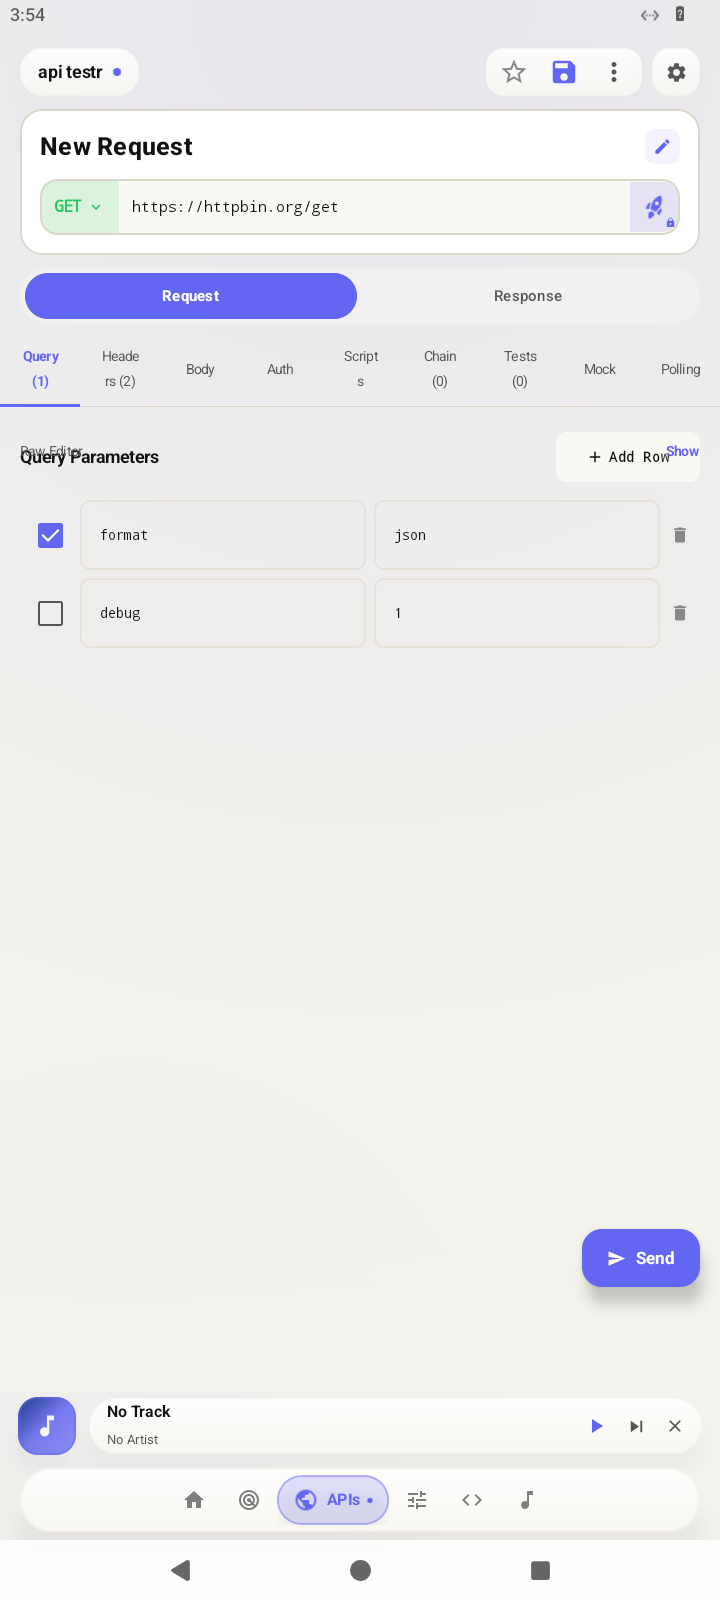 3:54
api testr
New Request
GET
https://httpbin.org/get
Request
Response
Query
(1)
Heade
rs (2)
Body
Auth
Script
s
Chain
(0)
Tests
(0)
Mock
Polling
Raw Editor
Query Parameters
Add Row
Show
format
json
debug
1
Send
No Track
No Artist
APIs